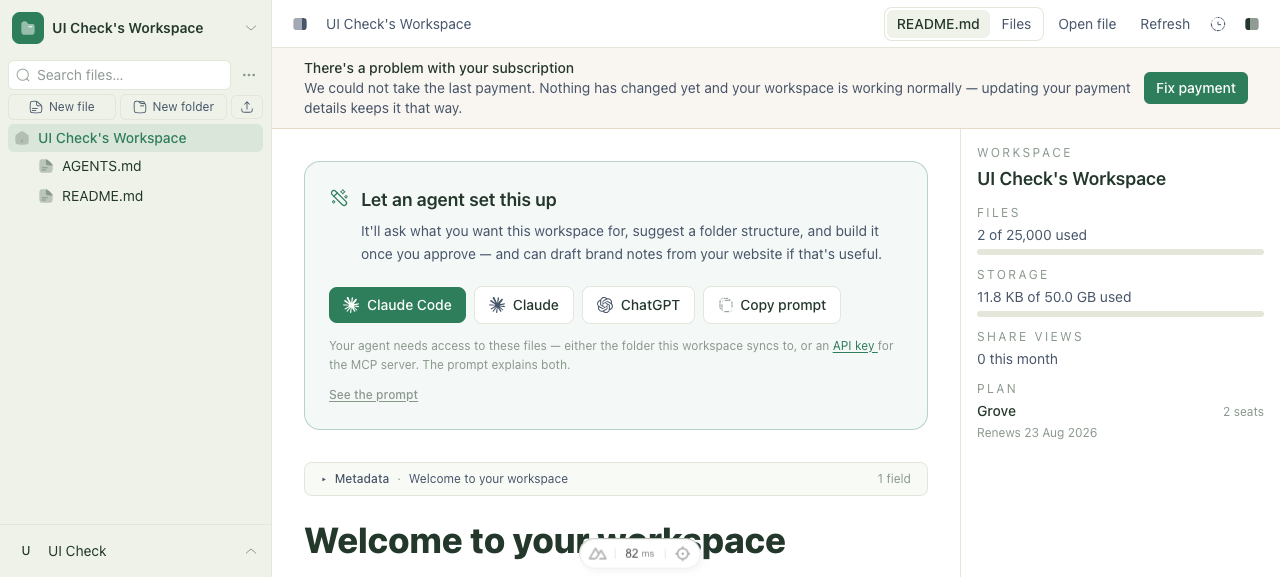 UI Check's Workspace
Search files...
New file
New folder
UI Check's Workspace
AGENTS.md
README.md
U
UI Check
UI Check's Workspace
README.md
Files
Open file
Refresh
There's a problem with your subscription
We could not take the last payment. Nothing has changed yet and your workspace is working normally — updating your payment
details keeps it that way.
Fix payment
Let an agent set this up
It'll ask what you want this workspace for, suggest a folder structure, and build it
once you approve — and can draft brand notes from your website if that's useful.
Claude Code
Claude
ChatGPT
Copy prompt
Your agent needs access to these files — either the folder this workspace syncs to, or an API key for
the MCP server. The prompt explains both.
See the prompt
Metadata · Welcome to your workspace
1 field
Welcome to your workspace
82 ms
WORKSPACE
UI Check's Workspace
FILES
2 of 25,000 used
STORAGE
11.8 KB of 50.0 GB used
SHARE VIEWS
0 this month
PLAN
Grove
2 seats
Renews 23 Aug 2026